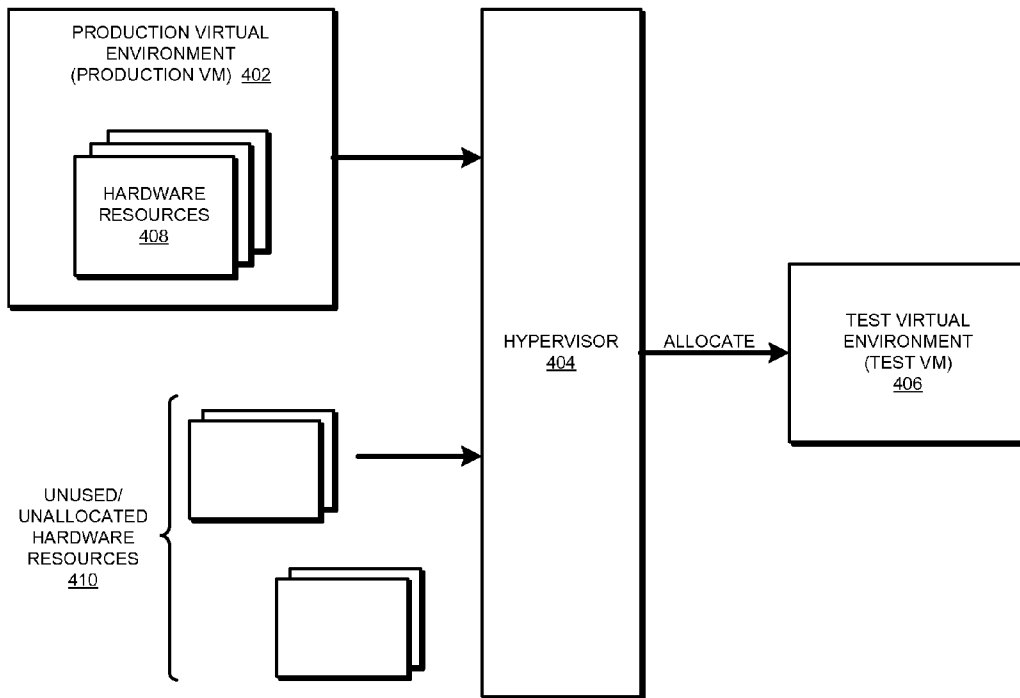 PRODUCTION VIRTUAL
ENVIRONMENT
(PRODUCTION VM) 402
HARDWARE
RESOURCES
408
HYPERVISOR
404
ALLOCATE
TEST VIRTUAL
ENVIRONMENT
(TEST VM)
406
UNUSED/
UNALLOCATED
HARDWARE
RESOURCES
410